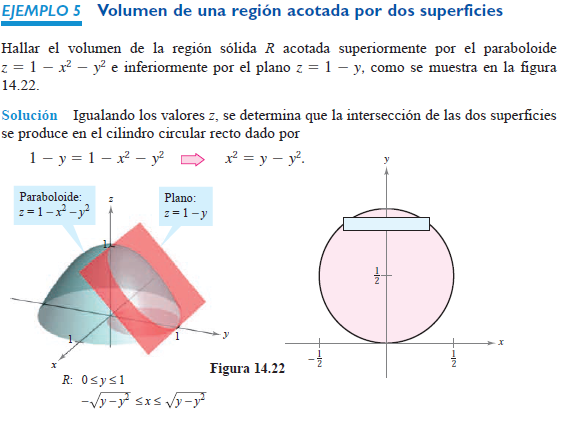 EJEMPLO 5 Volumen de una región acotada por dos superficies
Hallar el volumen de la región sólida R acotada superiormente por el paraboloide
z = 1 − x² − y² e inferiormente por el plano z = 1 − y, como se muestra en la figura
14.22.
Solución Igualando los valores z, se determina que la intersección de las dos superficies
se produce en el cilindro circular recto dado por
1 − y = 1 − x² − y² ⇨ x² = y − y².
Paraboloide:
z = 1 − x² − y²
Plano:
z = 1 − y
z
1
1
1
y
x
R: 0 ≤ y ≤ 1
−√(y − y²) ≤ x ≤ √(y − y²)
Figura 14.22
y
1/2
x
−1/2
1/2